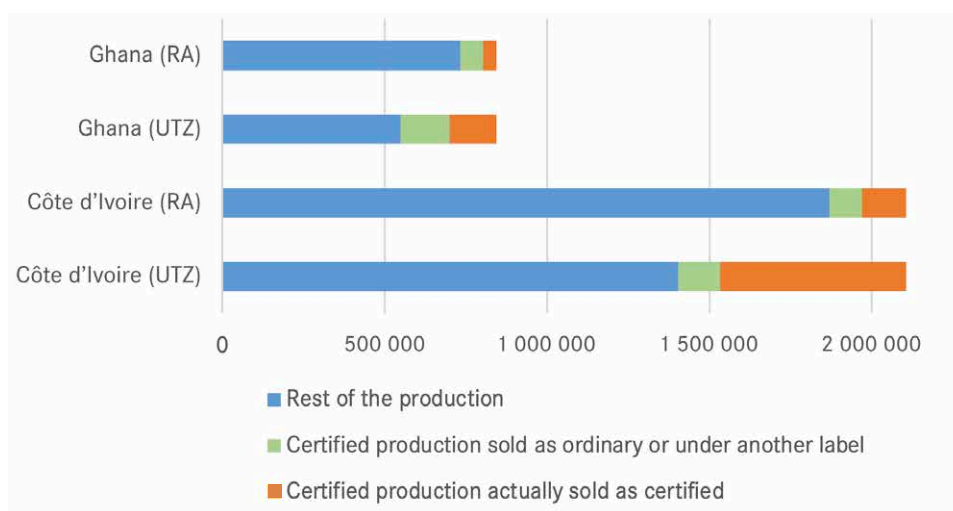 Ghana (RA)
Ghana (UTZ)
Côte d’Ivoire (RA)
Côte d’Ivoire (UTZ)
0 500 000 1 000 000 1 500 000 2 000 000
Rest of the production
Certified production sold as ordinary or under another label
Certified production actually sold as certified